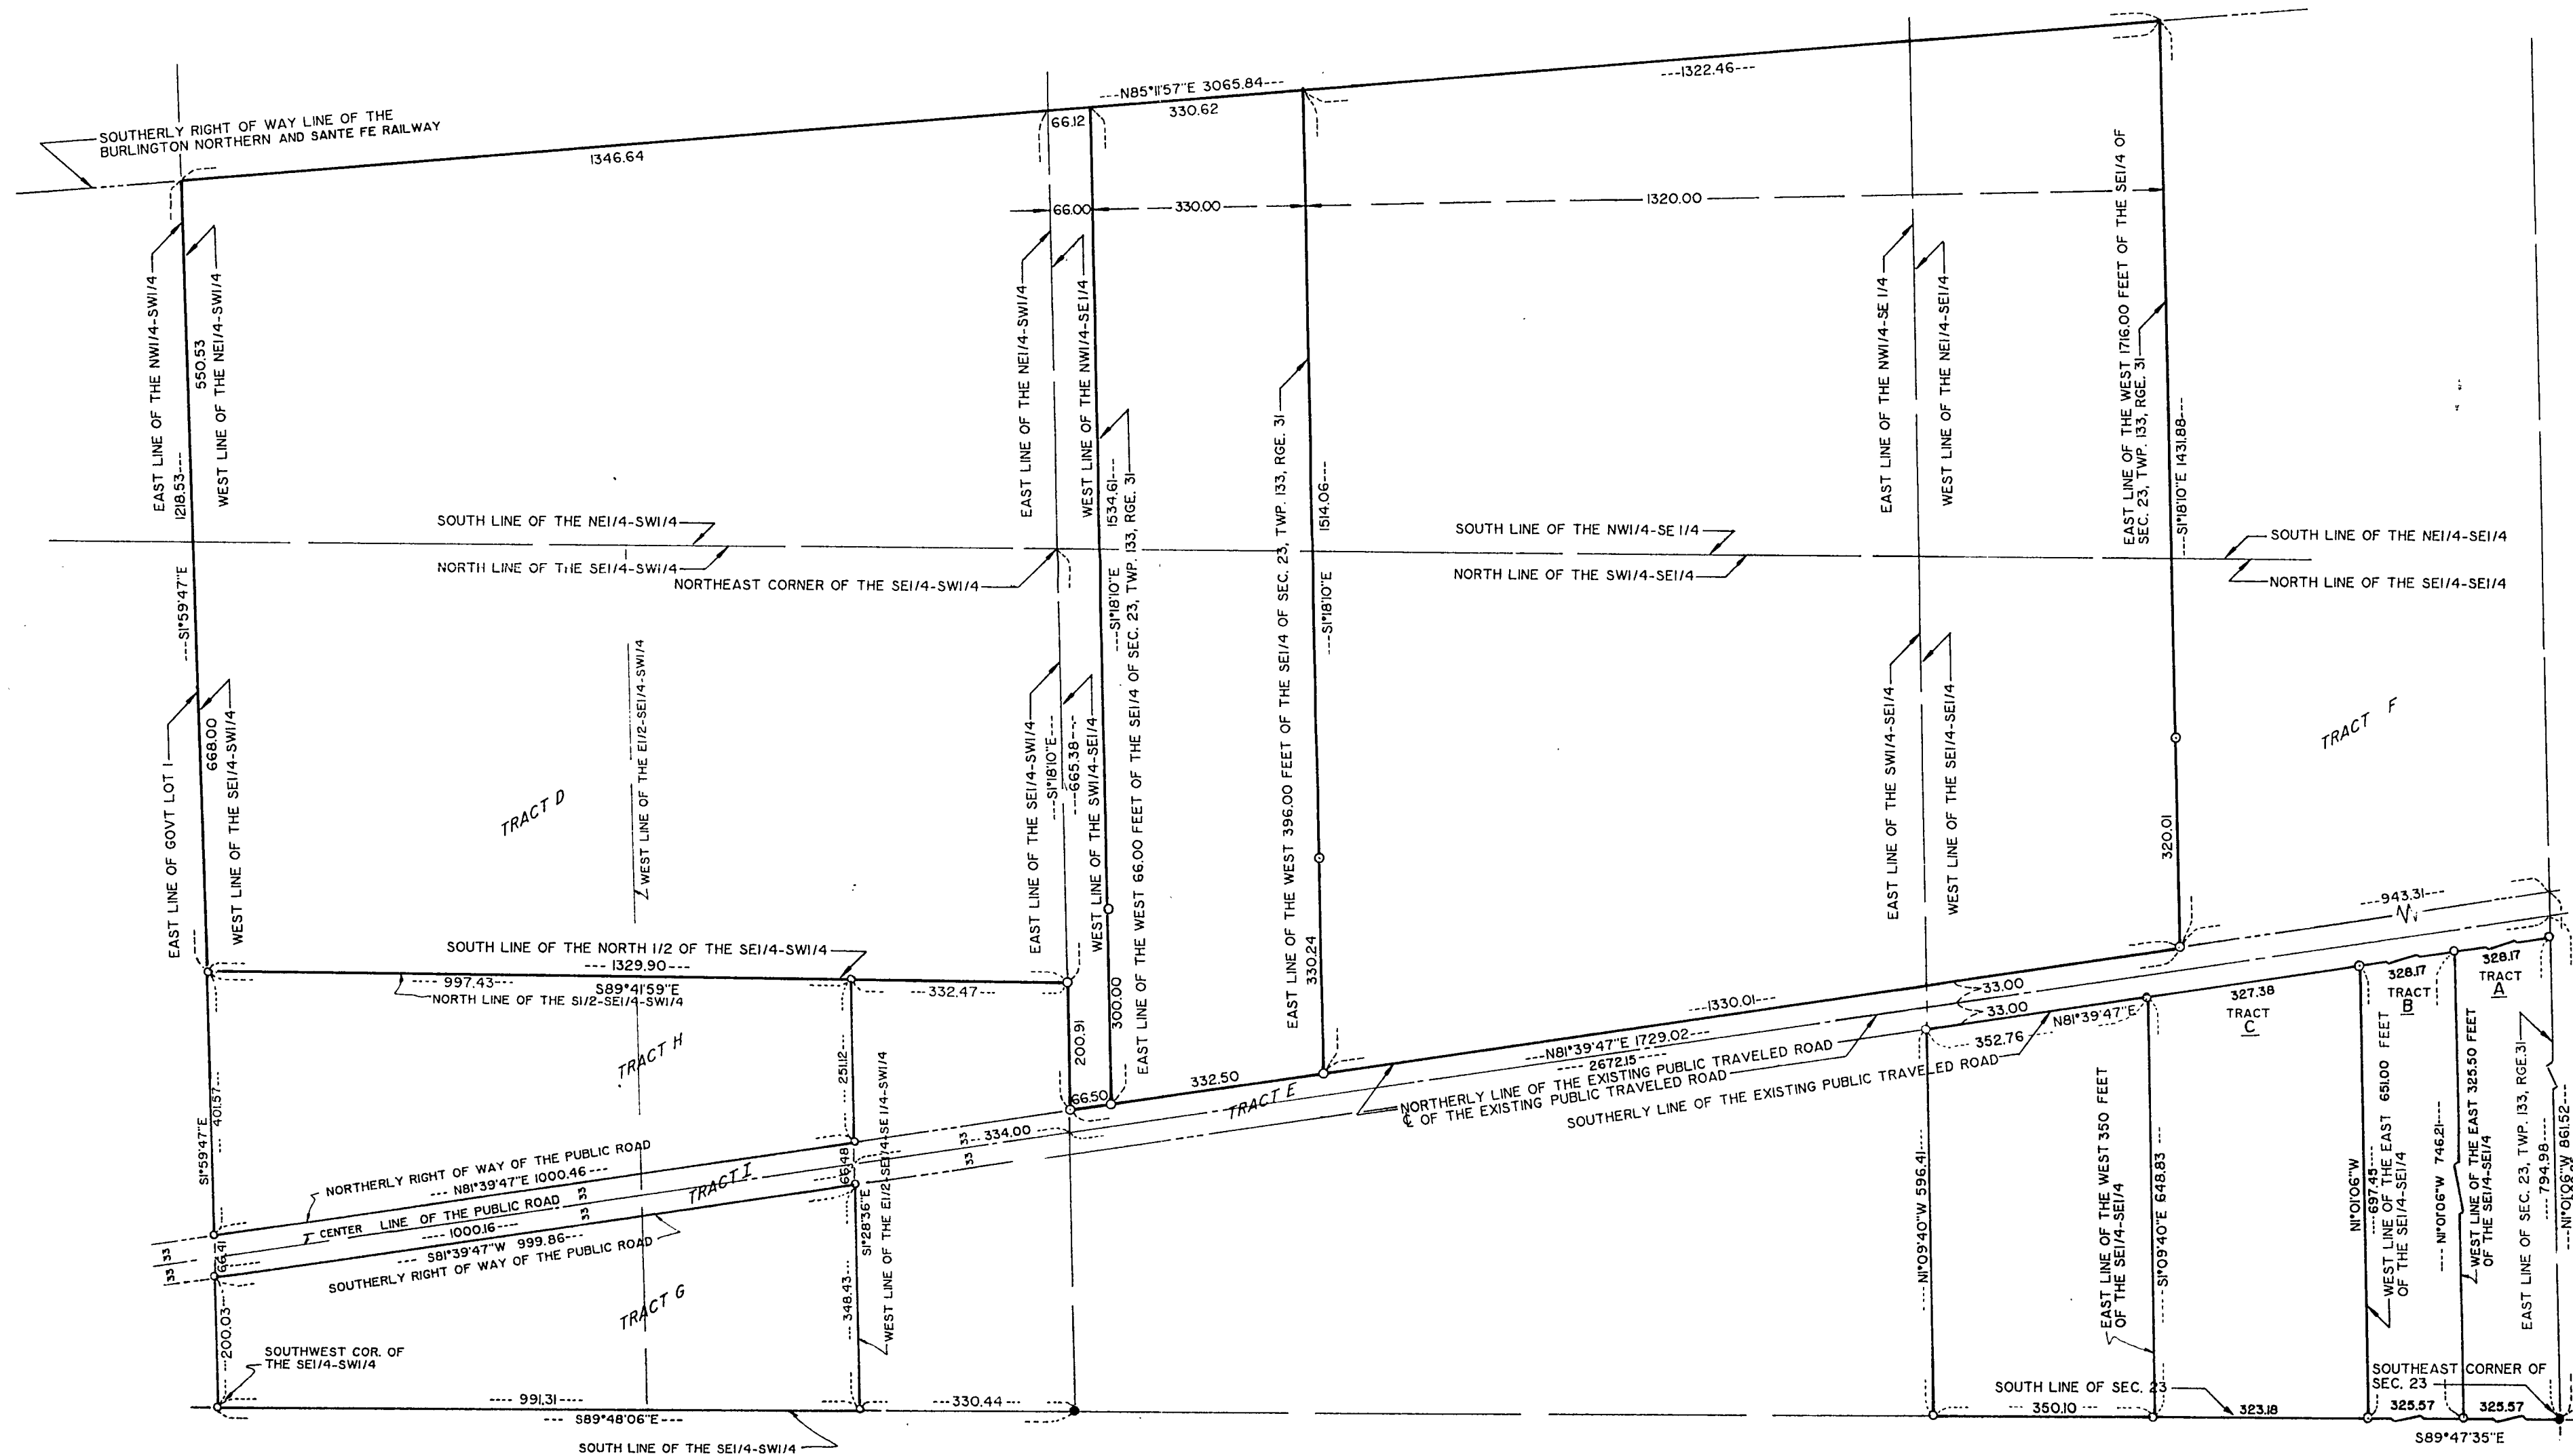 SOUTHERLY RIGHT OF WAY LINE OF THE
BURLINGTON NORTHERN AND SANTE FE RAILWAY
1346.64
66.12
---N85°11'57"E 3065.84---
330.62
---1322.46---
66.00
330.00
1320.00
EAST LINE OF THE NW1/4-SW1/4
1218.53---
550.53
WEST LINE OF THE NE1/4-SW1/4
EAST LINE OF THE NE1/4-SW1/4
WEST LINE OF THE NW1/4-SE1/4
1534.61---
---S1°18'10"E
EAST LINE OF THE WEST 66.00 FEET OF THE SE1/4 OF SEC. 23, TWP. 133, RGE. 31
EAST LINE OF THE WEST 396.00 FEET OF THE SE1/4 OF SEC. 23, TWP. 133, RGE. 31
1514.06---
---S1°18'10"E
EAST LINE OF THE NW1/4-SE 1/4
WEST LINE OF THE NE1/4-SE1/4
EAST LINE OF THE WEST 1716.00 FEET OF THE SE1/4 OF
SEC. 23, TWP. 133, RGE. 31
---S1°18'10"E 1431.88---
SOUTH LINE OF THE NE1/4-SW1/4
NORTH LINE OF THE SE1/4-SW1/4
NORTHEAST CORNER OF THE SE1/4-SW1/4
SOUTH LINE OF THE NW1/4-SE 1/4
NORTH LINE OF THE SW1/4-SE1/4
SOUTH LINE OF THE NE1/4-SE1/4
NORTH LINE OF THE SE1/4-SE1/4
---S1°59'47"E
EAST LINE OF GOVT LOT 1
668.00
WEST LINE OF THE SE1/4-SW1/4
TRACT D
WEST LINE OF THE E1/2-SE1/4-SW1/4
EAST LINE OF THE SE1/4-SW1/4
---S1°18'10"E---
---665.38---
WEST LINE OF THE SW1/4-SE1/4
EAST LINE OF THE SW1/4-SE1/4
WEST LINE OF THE SE1/4-SE1/4
TRACT F
320.01
330.24
300.00
200.91
SOUTH LINE OF THE NORTH 1/2 OF THE SE1/4-SW1/4
--- 1329.90---
--- 997.43---
S89°41'59"E
---332.47---
NORTH LINE OF THE S1/2-SE1/4-SW1/4
---943.31---
328.17
TRACT
A
328.17
TRACT
B
327.38
TRACT
C
---1330.01---
33.00
33.00
N81°39'47"E
352.76
---N81°39'47"E 1729.02---
---- 2672.15----
332.50
66.50
TRACT E
NORTHERLY LINE OF THE EXISTING PUBLIC TRAVELED ROAD
℄ OF THE EXISTING PUBLIC TRAVELED ROAD
SOUTHERLY LINE OF THE EXISTING PUBLIC TRAVELED ROAD
TRACT H
---251.12---
401.57---
S1°59'47"E
33
--334.00
33
NORTHERLY RIGHT OF WAY OF THE PUBLIC ROAD
--- N81°39'47"E 1000.46---
TRACT I
66.48
CENTER LINE OF THE PUBLIC ROAD
33
33
---- 1000.16----
--- S81°39'47"W 999.86---
SOUTHERLY RIGHT OF WAY OF THE PUBLIC ROAD
33
33
66.41
S1°28'36"E
WEST LINE OF THE E1/2-SE1/4-SE 1/4-SW1/4
TRACT G
--- 348.43---
---200.03---
SOUTHWEST COR. OF
THE SE1/4-SW1/4
---- 991.31----
--- S89°48'06"E---
SOUTH LINE OF THE SE1/4-SW1/4
---330.44---
----N1°09'40"W 596.41---
EAST LINE OF THE WEST 350 FEET
OF THE SE1/4-SE1/4
---- S1°09'40"E 648.83----
N1°01'06"W
----697.45----
WEST LINE OF THE EAST 651.00 FEET
OF THE SE1/4-SE1/4
---- N1°01'06"W 746.21----
WEST LINE OF THE EAST 325.50 FEET
OF THE SE1/4-SE1/4
EAST LINE OF SEC. 23, TWP. 133, RGE.31
---- 794.98----
---N1°01'06"W 861.52---
SOUTHEAST CORNER OF
SEC. 23
SOUTH LINE OF SEC. 23
--- 350.10 ---
323.18
325.57
325.57
S89°47'35"E